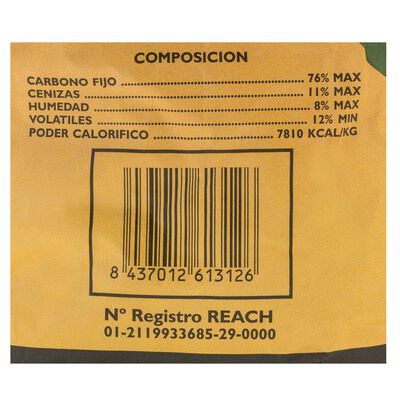 COMPOSICION
CARBONO FIJO ........................................ 76% MAX
CENIZAS ................................................ 11% MAX
HUMEDAD .............................................. 8% MAX
VOLATILES ............................................. 12% MIN
PODER CALORIFICO ......................... 7810 KCAL/KG
8 437012 613126
Nº Registro REACH
01-2119933685-29-0000